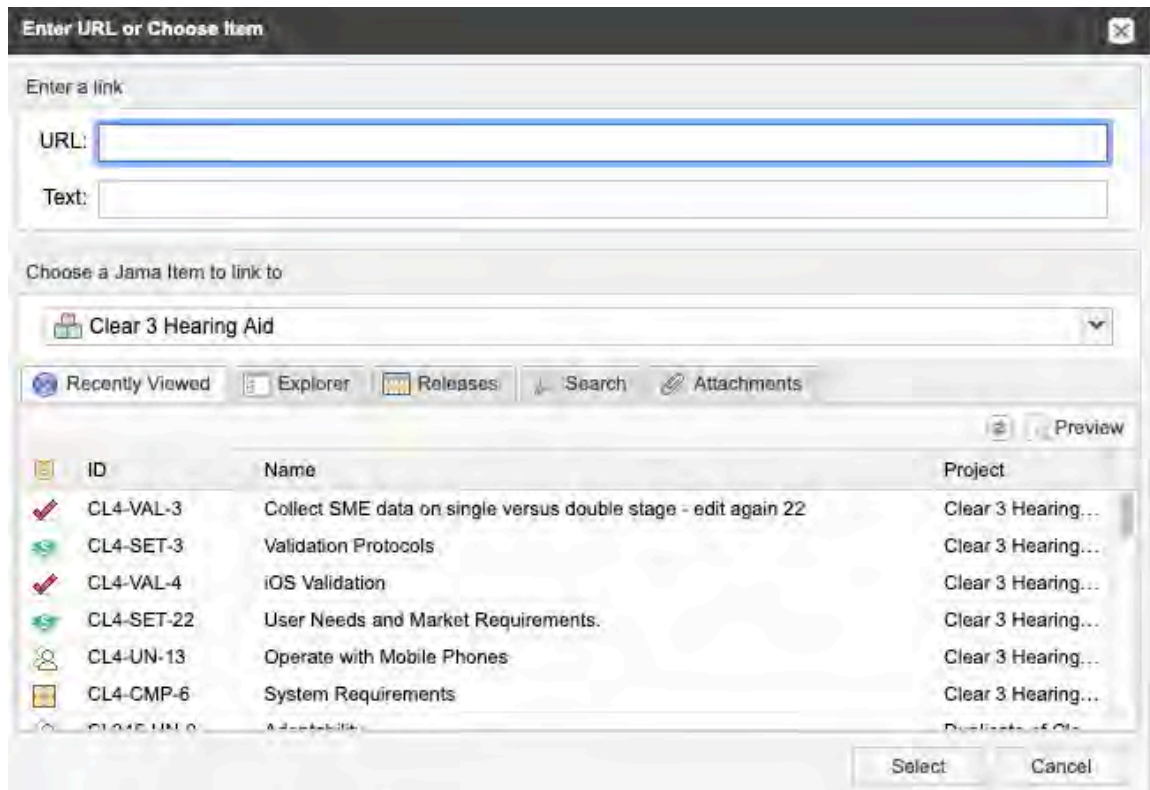 Enter URL or Choose Item
Enter a link
URL:
Text:
Choose a Jama Item to link to
Clear 3 Hearing Aid
Recently Viewed Explorer Releases Search Attachments
Preview
ID Name Project
CL4-VAL-3 Collect SME data on single versus double stage - edit again 22 Clear 3 Hearing...
CL4-SET-3 Validation Protocols Clear 3 Hearing...
CL4-VAL-4 iOS Validation Clear 3 Hearing...
CL4-SET-22 User Needs and Market Requirements. Clear 3 Hearing...
CL4-UN-13 Operate with Mobile Phones Clear 3 Hearing...
CL4-CMP-6 System Requirements Clear 3 Hearing...
Adaptability Duplicate of Cle...
Select Cancel